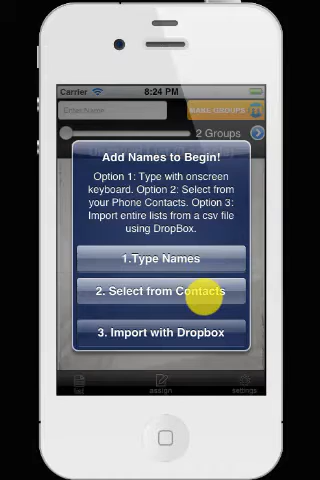 Carrier 8:24 PM
Enter Name MAKE GROUPS
2 Groups
Add Names to Begin!
Option 1: Type with onscreen
keyboard. Option 2: Select from
your Phone Contacts. Option 3:
Import entire lists from a csv file
using DropBox.
1.Type Names
2. Select from Contacts
3. Import with Dropbox
assign settings